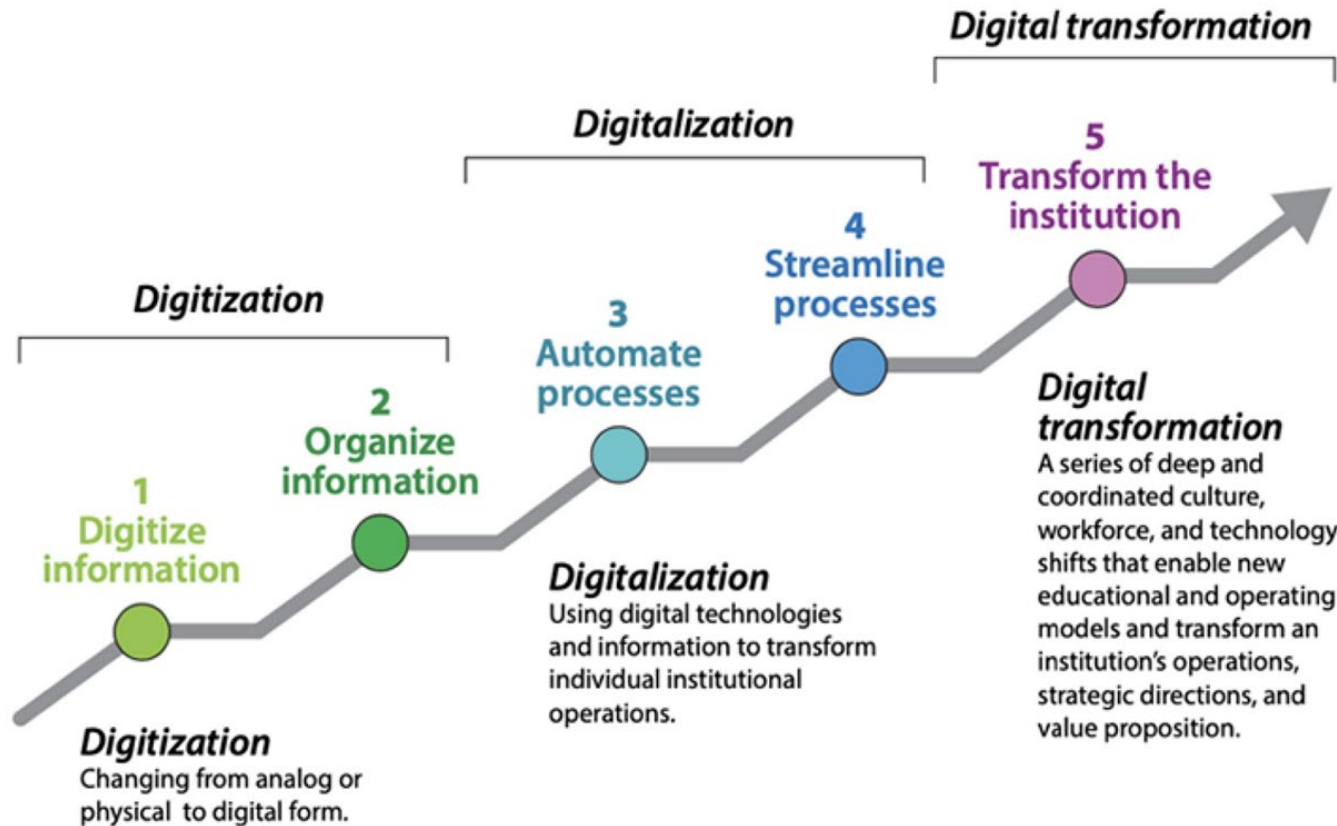 Digital transformation
Digitalization
5
Transform the
institution
4
Streamline
processes
Digitization
3
Automate
processes
2
Organize
information
1
Digitize
information
Digitization
Changing from analog or
physical to digital form.
Digitalization
Using digital technologies
and information to transform
individual institutional
operations.
Digital
transformation
A series of deep and
coordinated culture,
workforce, and technology
shifts that enable new
educational and operating
models and transform an
institution's operations,
strategic directions, and
value proposition.